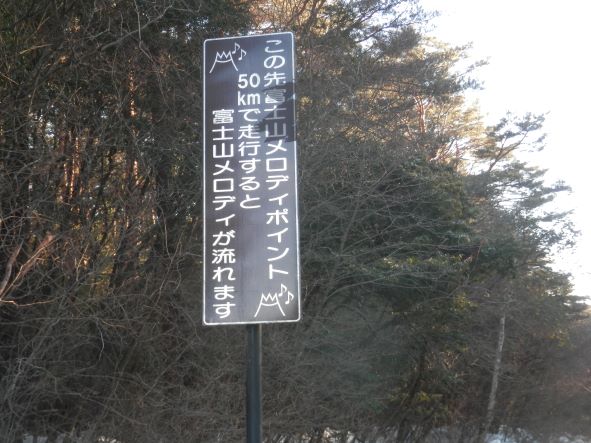 この先富士山メロディポイント
50kmで走行すると
富士山メロディが流れます